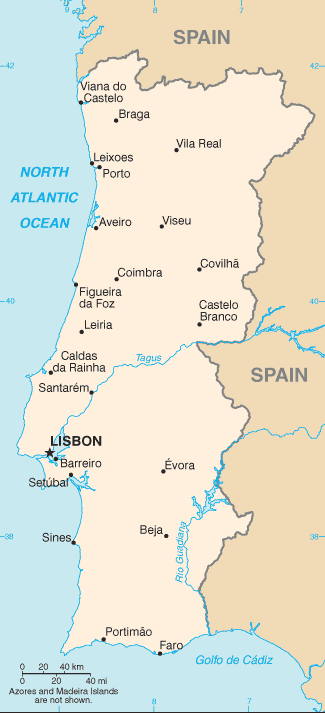 9
8
7
SPAIN
42
42
Viana do
Castelo
Braga
Vila Real
Leixoes
Porto
NORTH
ATLANTIC
OCEAN
Aveiro
Viseu
Covilhã
Coimbra
40
40
Figueira
da Foz
Castelo
Branco
Leiria
Caldas
da Rainha
Tagus
Santarém
SPAIN
LISBON
Barreiro
Évora
Setúbal
Beja
38
38
Sines
Rio Guadiana
Portimão
Faro
Golfo de Cádiz
0 20 40 km
0 20 40 mi
Azores and Madeira Islands
are not shown.
8
7